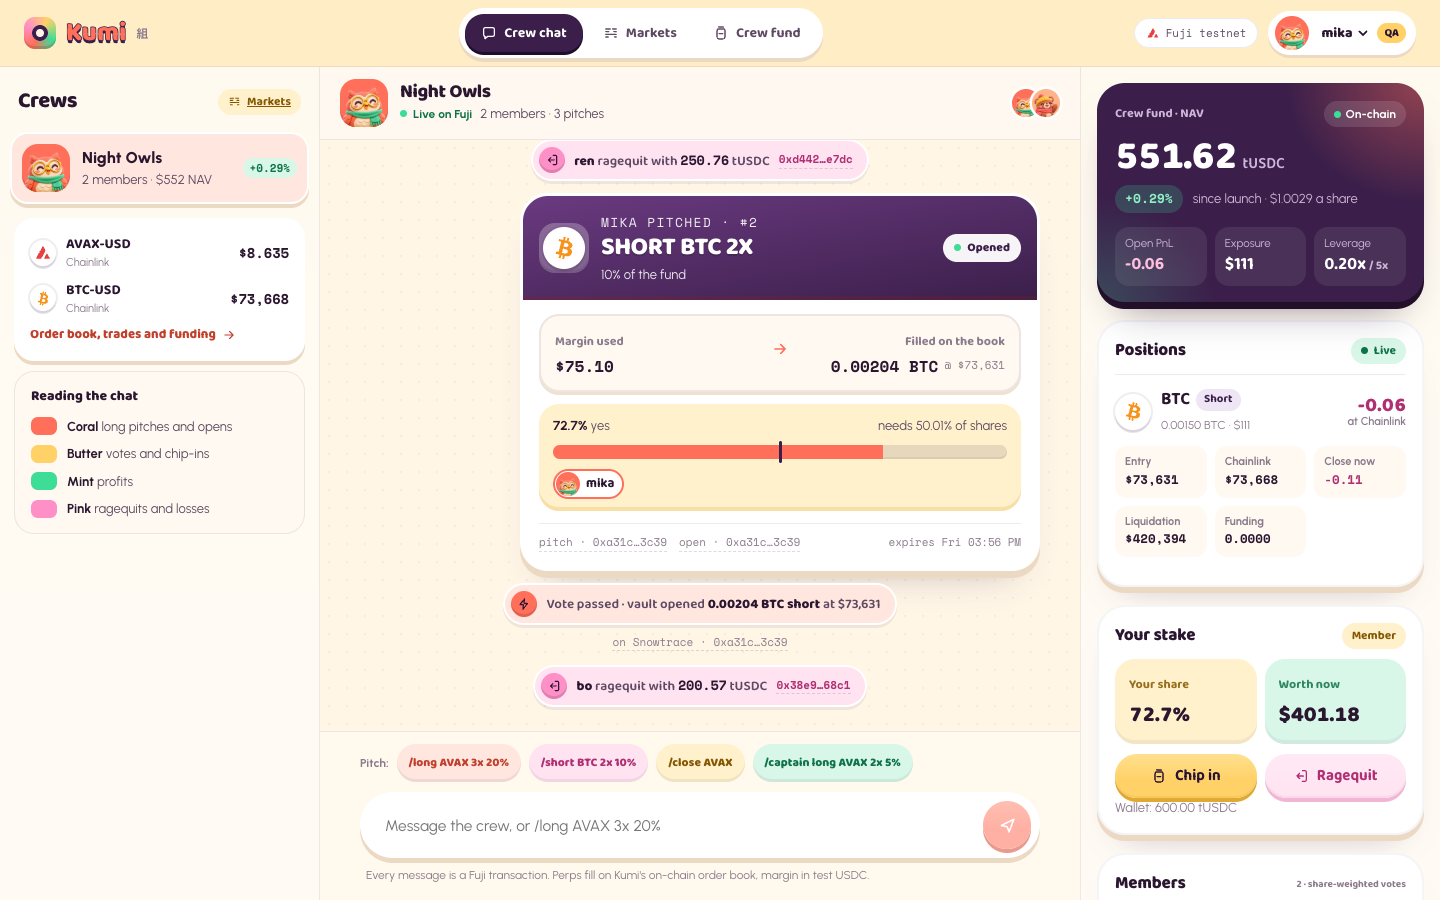 Kumi 組
Crew chat
Markets
Crew fund
Fuji testnet
mika
QA
Crews
Markets
Night Owls
2 members · $552 NAV
+0.29%
AVAX-USD
Chainlink
$8.635
BTC-USD
Chainlink
$73,668
Order book, trades and funding →
Reading the chat
Coral long pitches and opens
Butter votes and chip-ins
Mint profits
Pink ragequits and losses
Night Owls
Live on Fuji 2 members · 3 pitches
ren ragequit with 250.76 tUSDC 0xd442…e7dc
MIKA PITCHED · #2
SHORT BTC 2X
10% of the fund
Opened
Margin used
$75.10
→
Filled on the book
0.00204 BTC @ $73,631
72.7% yes
needs 50.01% of shares
mika
pitch · 0xa31c…3c39 open · 0xa31c…3c39
expires Fri 03:56 PM
Vote passed · vault opened 0.00204 BTC short at $73,631
on Snowtrace · 0xa31c…3c39
bo ragequit with 200.57 tUSDC 0x38e9…68c1
Pitch:
/long AVAX 3x 20%
/short BTC 2x 10%
/close AVAX
/captain long AVAX 2x 5%
Message the crew, or /long AVAX 3x 20%
Every message is a Fuji transaction. Perps fill on Kumi's on-chain order book, margin in test USDC.
Crew fund · NAV
On-chain
551.62 tUSDC
+0.29% since launch · $1.0029 a share
Open PnL
-0.06
Exposure
$111
Leverage
0.20x / 5x
Positions
Live
BTC Short
0.00150 BTC · $111
-0.06
at Chainlink
Entry
$73,631
Chainlink
$73,668
Close now
-0.11
Liquidation
$420,394
Funding
0.0000
Your stake
Member
Your share
72.7%
Worth now
$401.18
Chip in
Ragequit
Wallet: 600.00 tUSDC
Members
2 · share-weighted votes